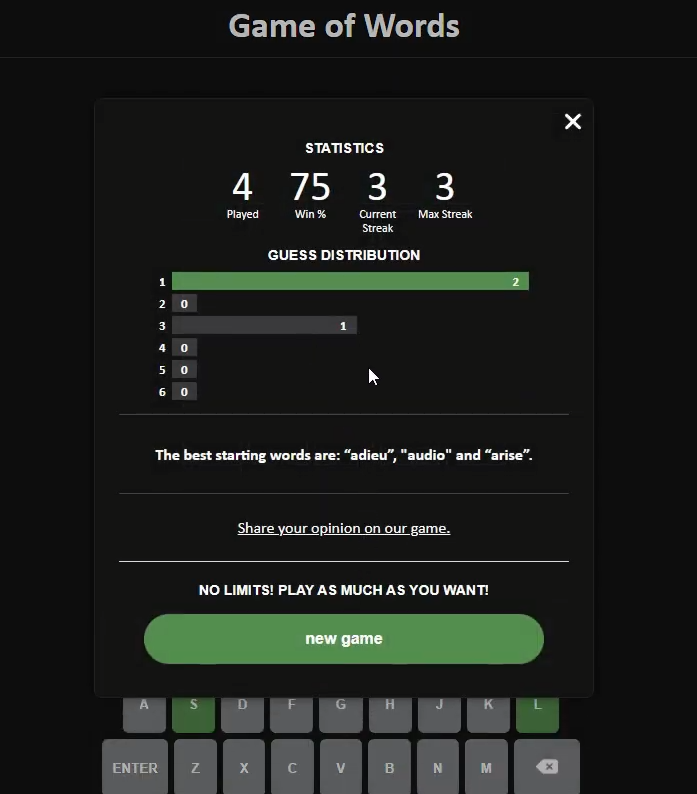 Game of Words
STATISTICS
4 75 3 3
Played Win % Current Streak Max Streak
GUESS DISTRIBUTION
1 2
2 0
3 1
4 0
5 0
6 0
The best starting words are: “adieu”, "audio" and “arise”.
Share your opinion on our game.
NO LIMITS! PLAY AS MUCH AS YOU WANT!
new game
A S D F G H J K L
ENTER Z X C V B N M